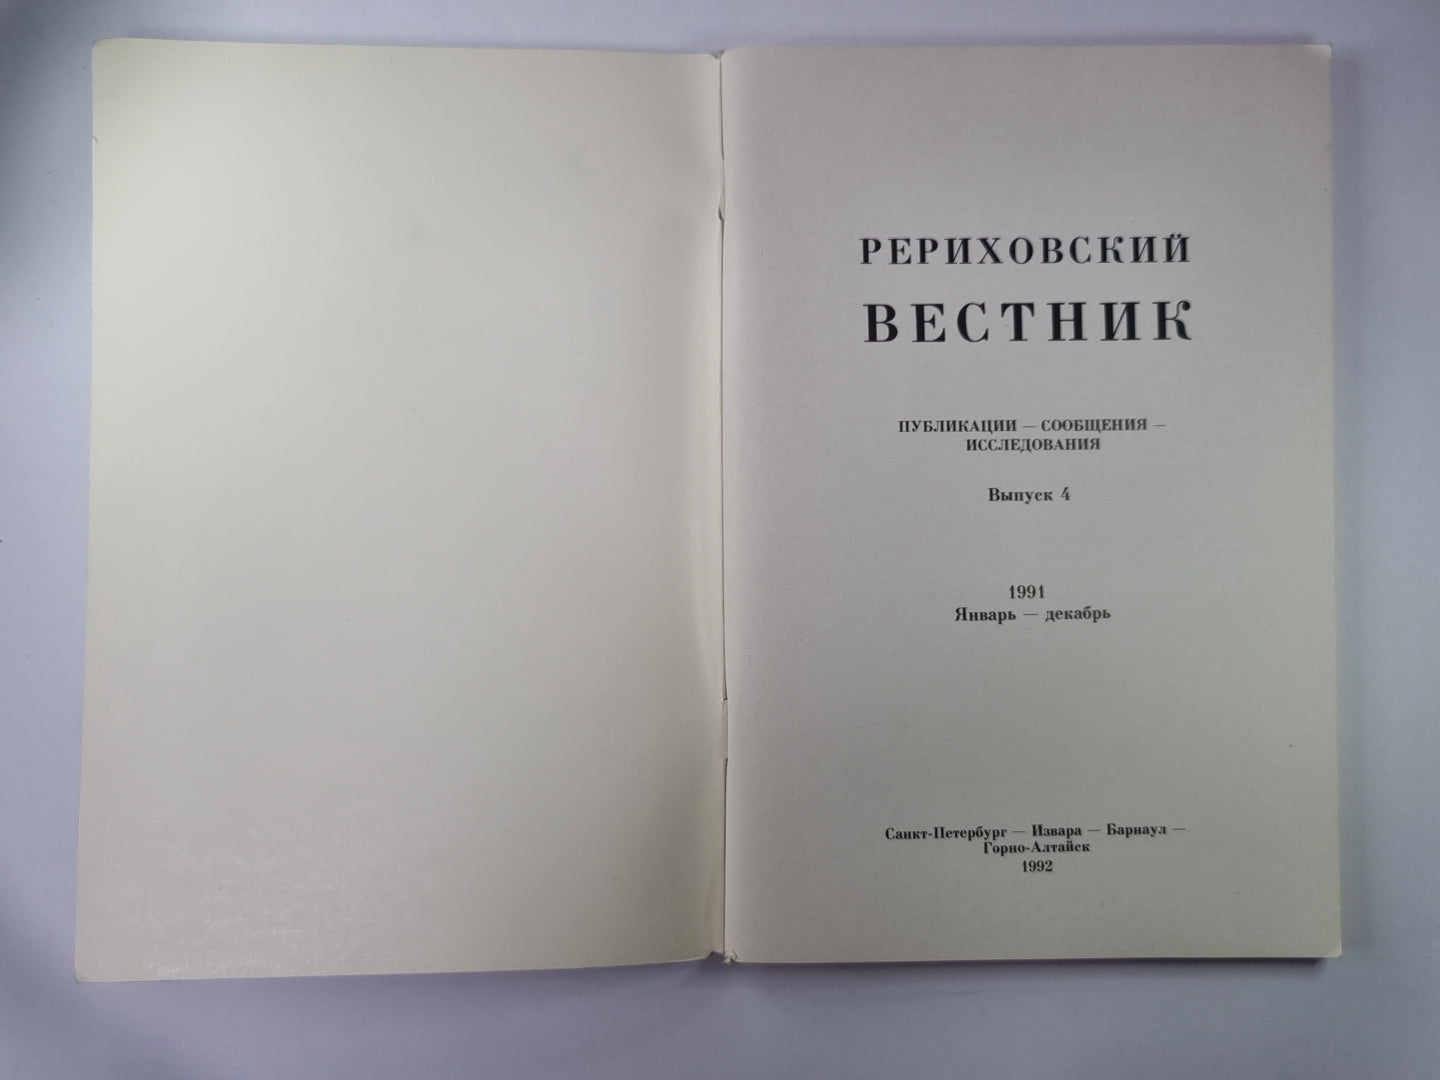 РЕРИХОВСКИЙ
ВЕСТНИК
ПУБЛИКАЦИИ — СООБЩЕНИЯ —
ИССЛЕДОВАНИЯ
Выпуск 4
1991
Январь — декабрь
Санкт-Петербург — Извара — Барнаул —
Горно-Алтайск
1992